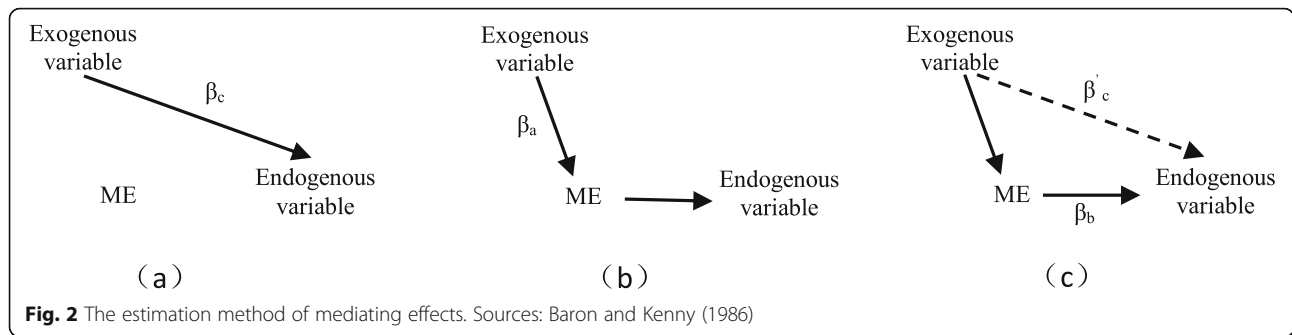 Exogenous
variable
βc
ME
Endogenous
variable
(a)
Exogenous
variable
βa
ME
Endogenous
variable
(b)
Exogenous
variable
β'c
ME
βb
Endogenous
variable
(c)
Fig. 2 The estimation method of mediating effects. Sources: Baron and Kenny (1986)